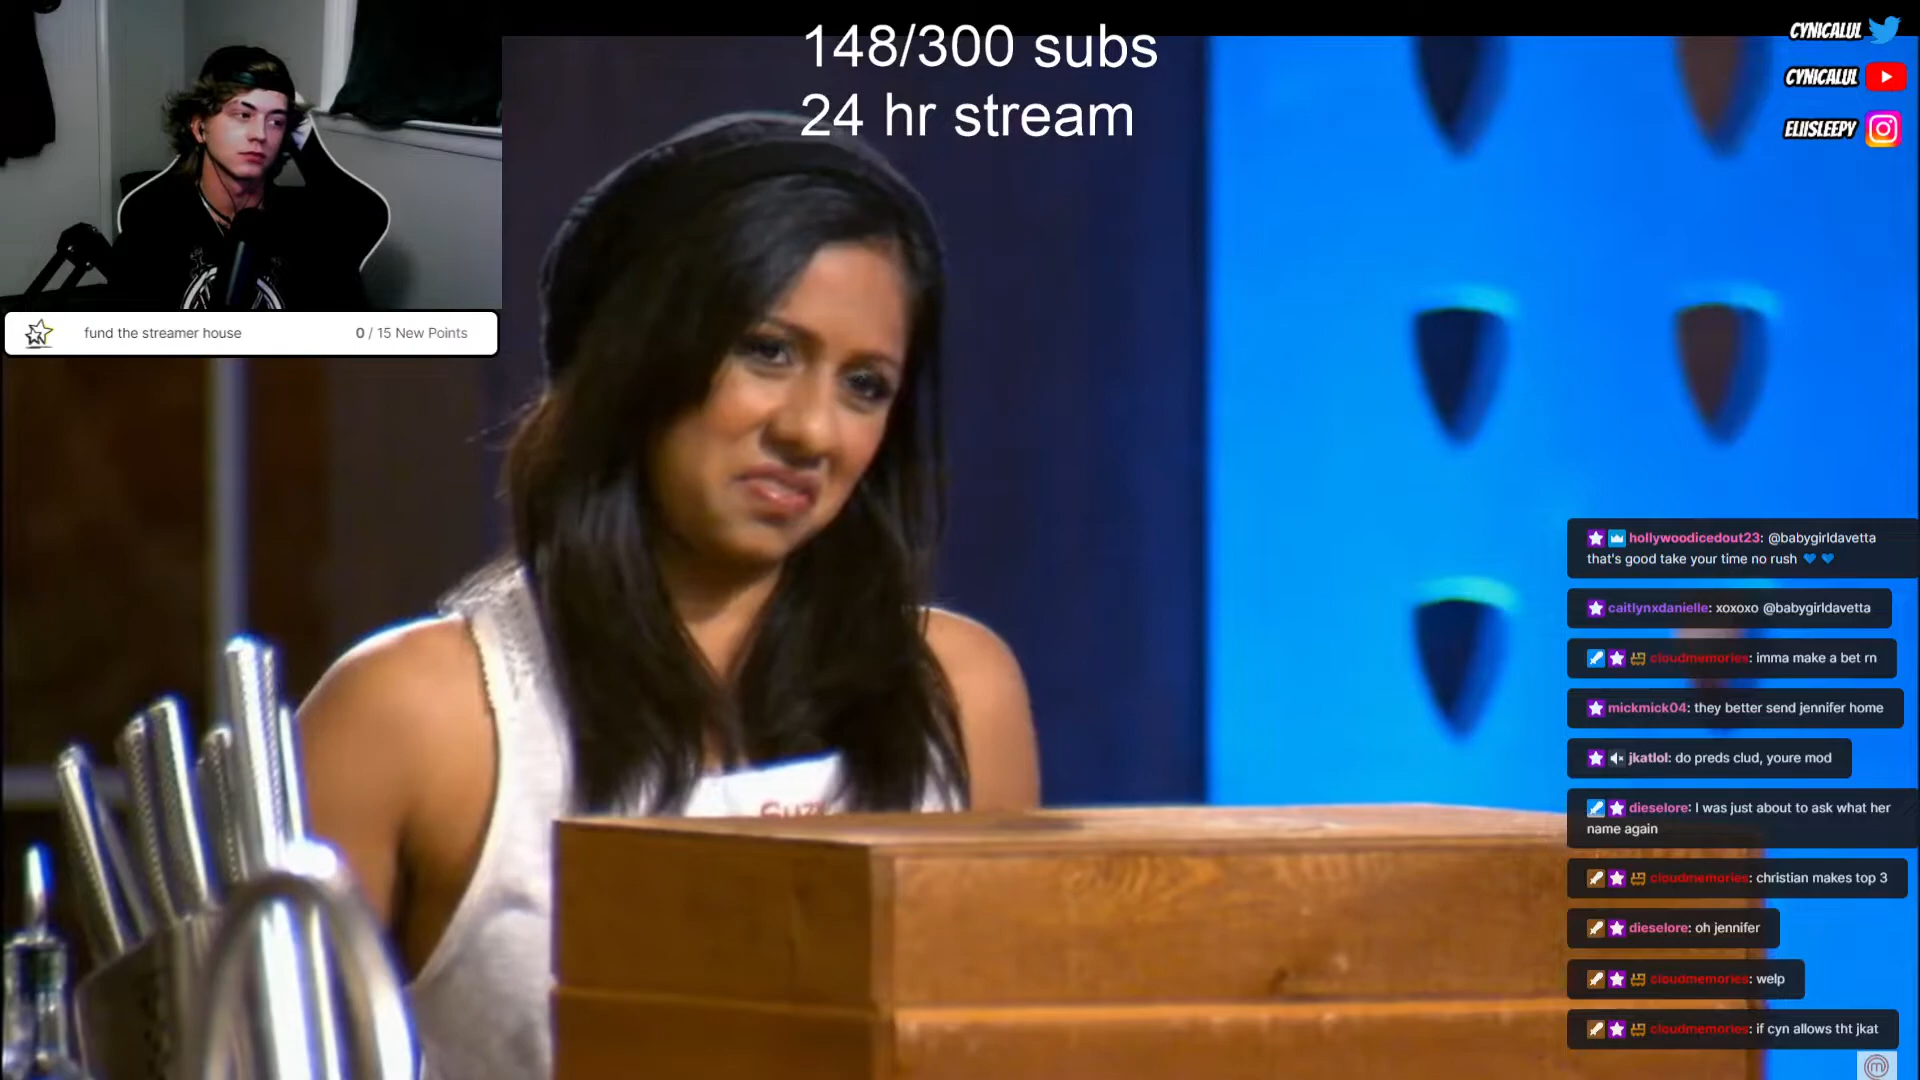 148/300 subs
24 hr stream
CYNICALUL
CYNICALUL
ELIISLEEPY
fund the streamer house
0 / 15 New Points
hollywoodicedout23: @babygirldavetta
that's good take your time no rush
caitlynxdanielle: xoxoxo @babygirldavetta
cloudmemories: imma make a bet rn
mickmick04: they better send jennifer home
jkatlol: do preds clud, youre mod
dieselore: I was just about to ask what her
name again
cloudmemories: christian makes top 3
dieselore: oh jennifer
cloudmemories: welp
cloudmemories: if cyn allows tht jkat